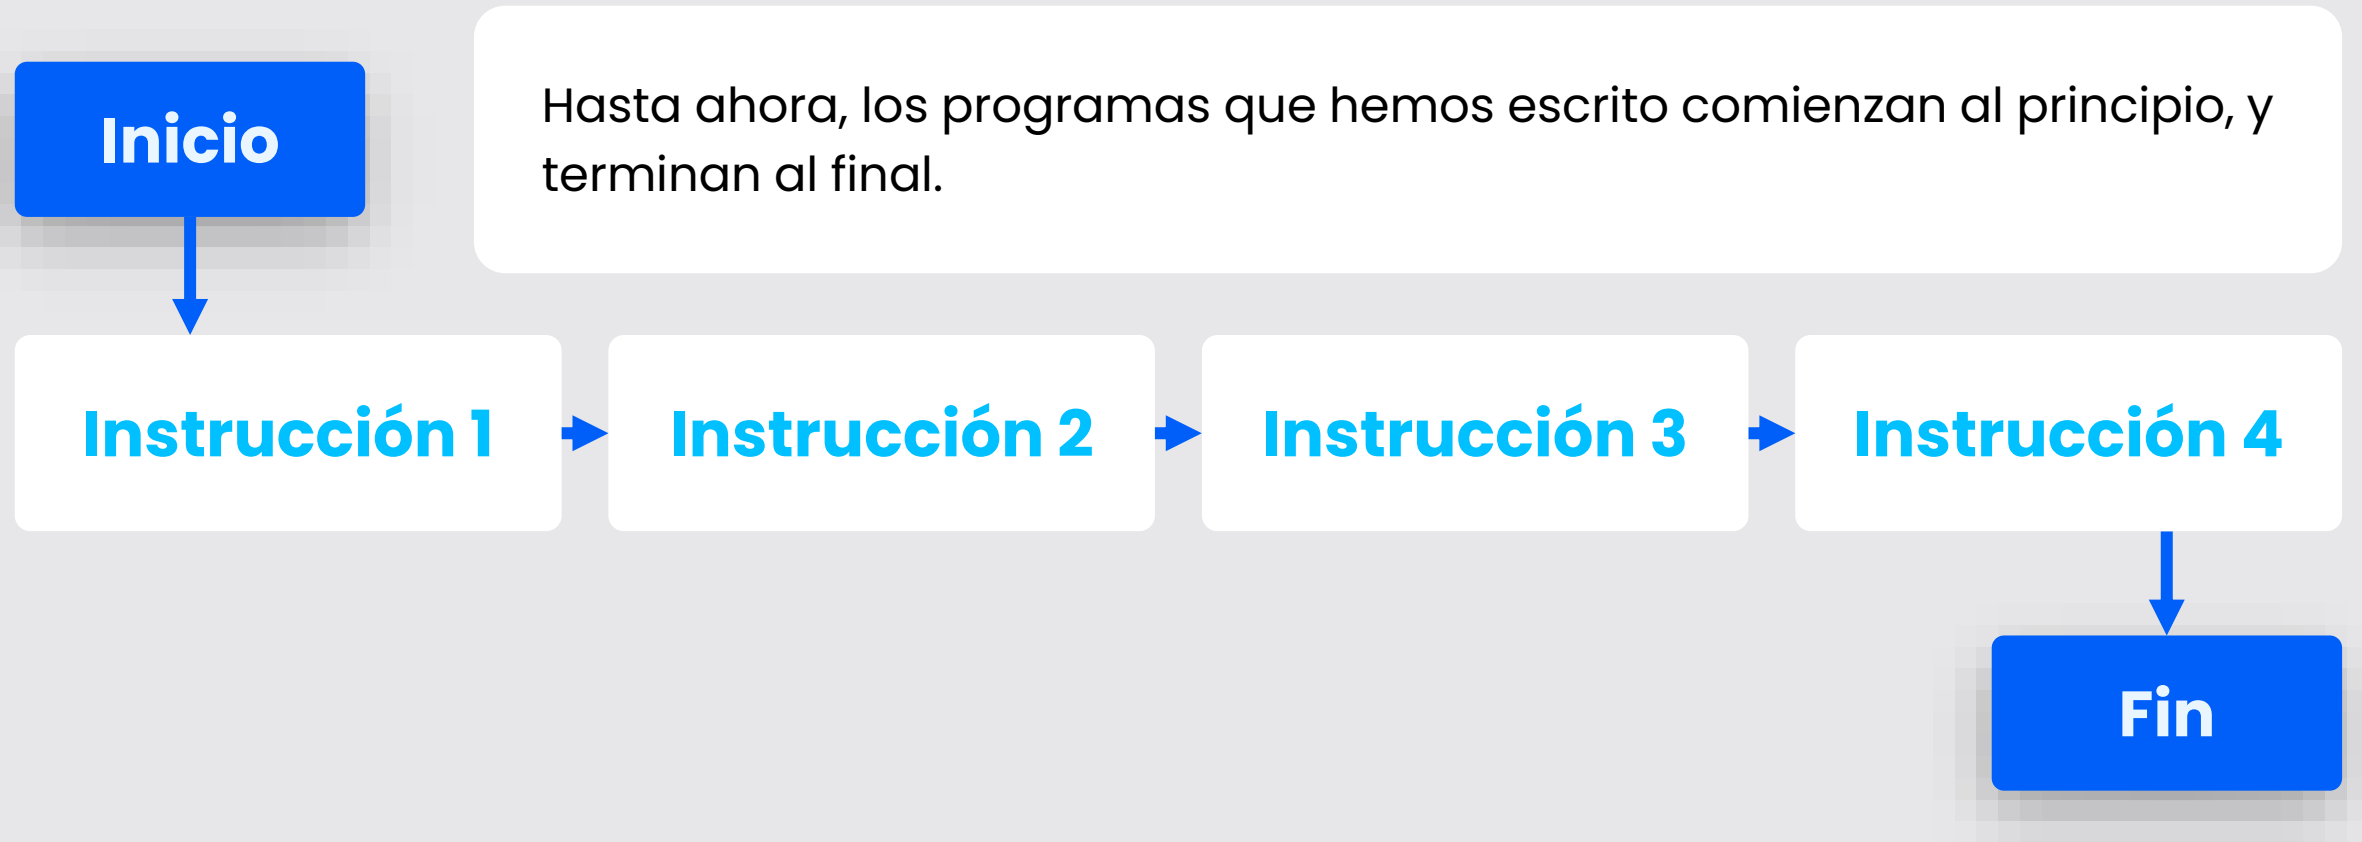 Inicio
Hasta ahora, los programas que hemos escrito comienzan al principio, y
terminan al final.
Instrucción 1
Instrucción 2
Instrucción 3
Instrucción 4
Fin